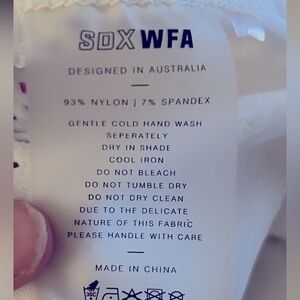 SDX WFA
DESIGNED IN AUSTRALIA
93% NYLON | 7% SPANDEX
GENTLE COLD HAND WASH
SEPERATELY
DRY IN SHADE
COOL IRON
DO NOT BLEACH
DO NOT TUMBLE DRY
DO NOT DRY CLEAN
DUE TO THE DELICATE
NATURE OF THIS FABRIC
PLEASE HANDLE WITH CARE
MADE IN CHINA